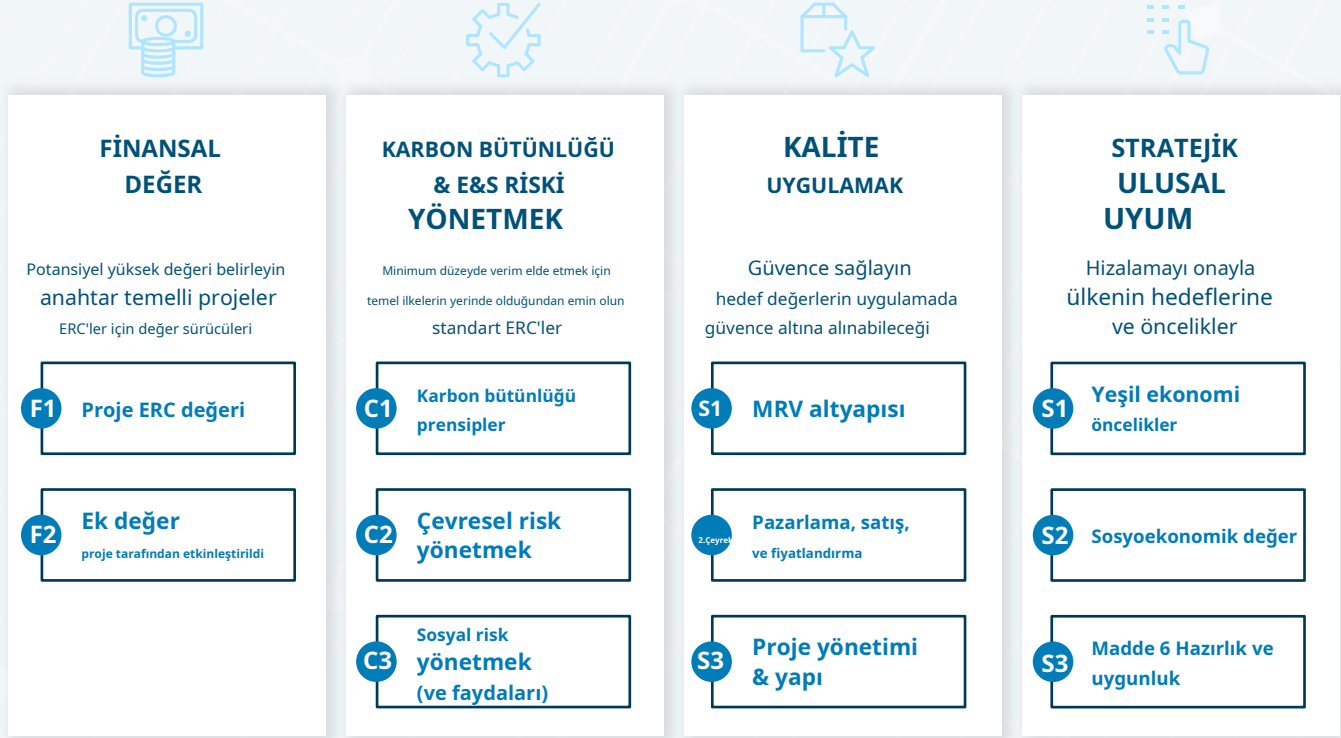 FİNANSAL
DEĞER
Potansiyel yüksek değeri belirleyin
anahtar temelli projeler
ERC'ler için değer sürücüleri
F1
Proje ERC değeri
F2
Ek değer
proje tarafından etkinleştirildi
KARBON BÜTÜNLÜĞÜ
& E&S RİSKİ
YÖNETMEK
Minimum düzeyde verim elde etmek için
temel ilkelerin yerinde olduğundan emin olun
standart ERC'ler
C1
Karbon bütünlüğü
prensipler
C2
Çevresel risk
yönetmek
C3
Sosyal risk
yönetmek
(ve faydaları)
KALİTE
UYGULAMAK
Güvence sağlayın
hedef değerlerin uygulamada
güvence altına alınabileceği
S1
MRV altyapısı
2.Çeyrek
Pazarlama, satış,
ve fiyatlandırma
S3
Proje yönetimi
& yapı
STRATEJİK
ULUSAL
UYUM
Hizalamayı onayla
ülkenin hedeflerine
ve öncelikler
S1
Yeşil ekonomi
öncelikler
S2
Sosyoekonomik değer
S3
Madde 6 Hazırlık ve
uygunluk